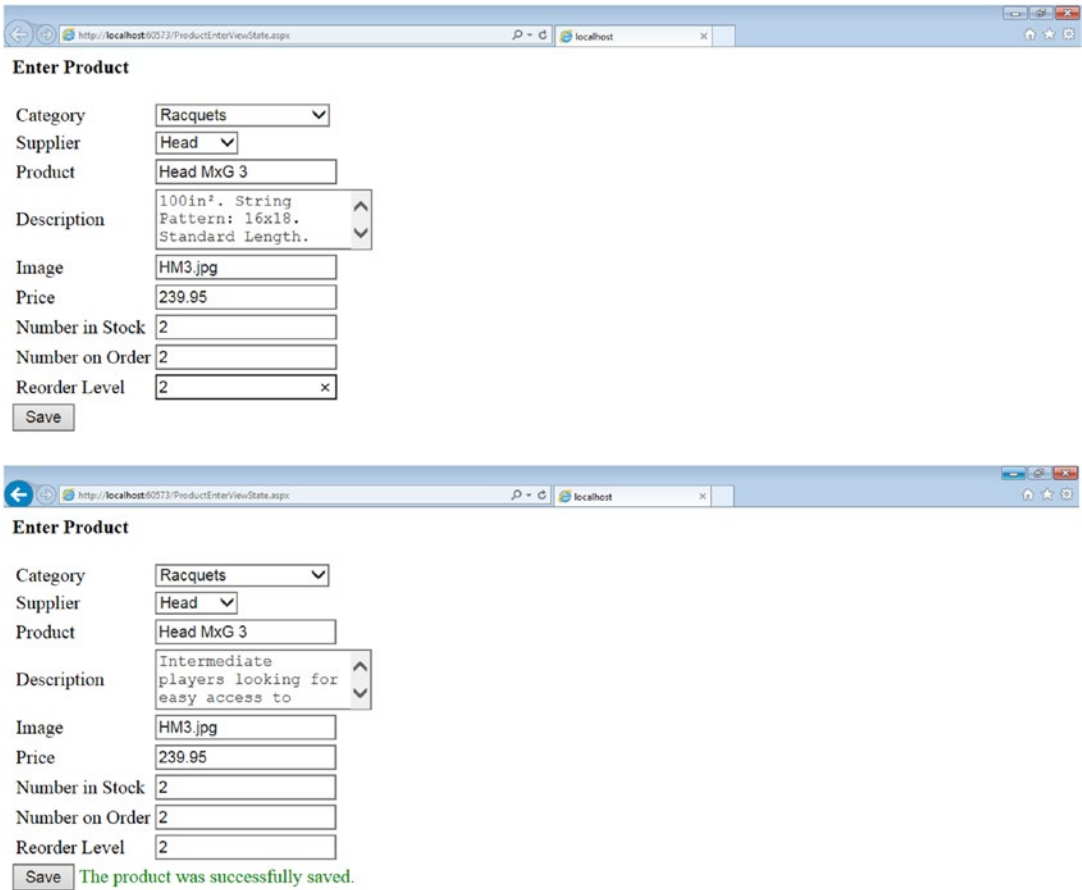 http://localhost:60573/ProductEnterViewState.aspx localhost
Enter Product
Category Racquets
Supplier Head
Product Head MxG 3
100in². String
Description Pattern: 16x18.
Standard Length.
Image HM3.jpg
Price 239.95
Number in Stock 2
Number on Order 2
Reorder Level 2
Save
http://localhost:60573/ProductEnterViewState.aspx localhost
Enter Product
Category Racquets
Supplier Head
Product Head MxG 3
Intermediate
Description players looking for
easy access to
Image HM3.jpg
Price 239.95
Number in Stock 2
Number on Order 2
Reorder Level 2
Save The product was successfully saved.